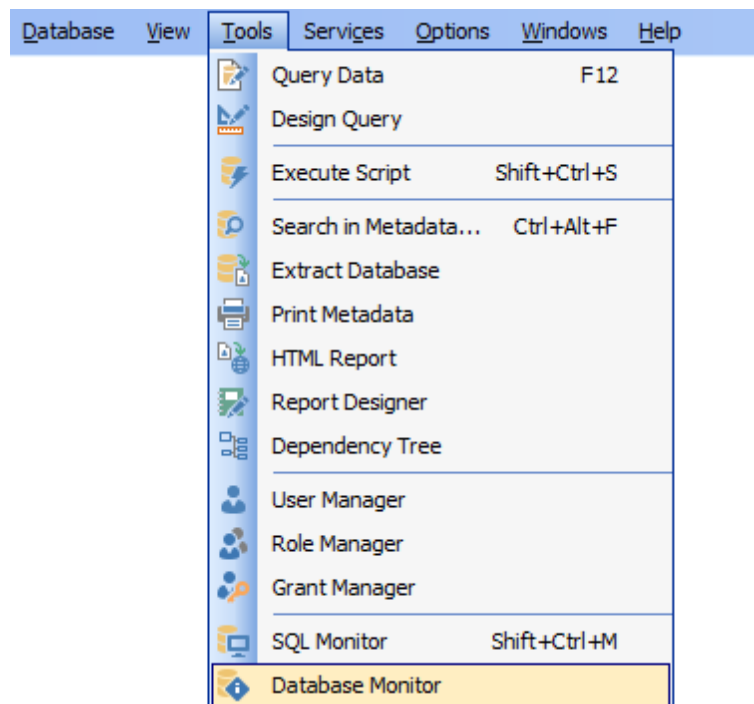 Database View Tools Services Options Windows Help
Query Data F12
Design Query
Execute Script Shift+Ctrl+S
Search in Metadata... Ctrl+Alt+F
Extract Database
Print Metadata
HTML Report
Report Designer
Dependency Tree
User Manager
Role Manager
Grant Manager
SQL Monitor Shift+Ctrl+M
Database Monitor